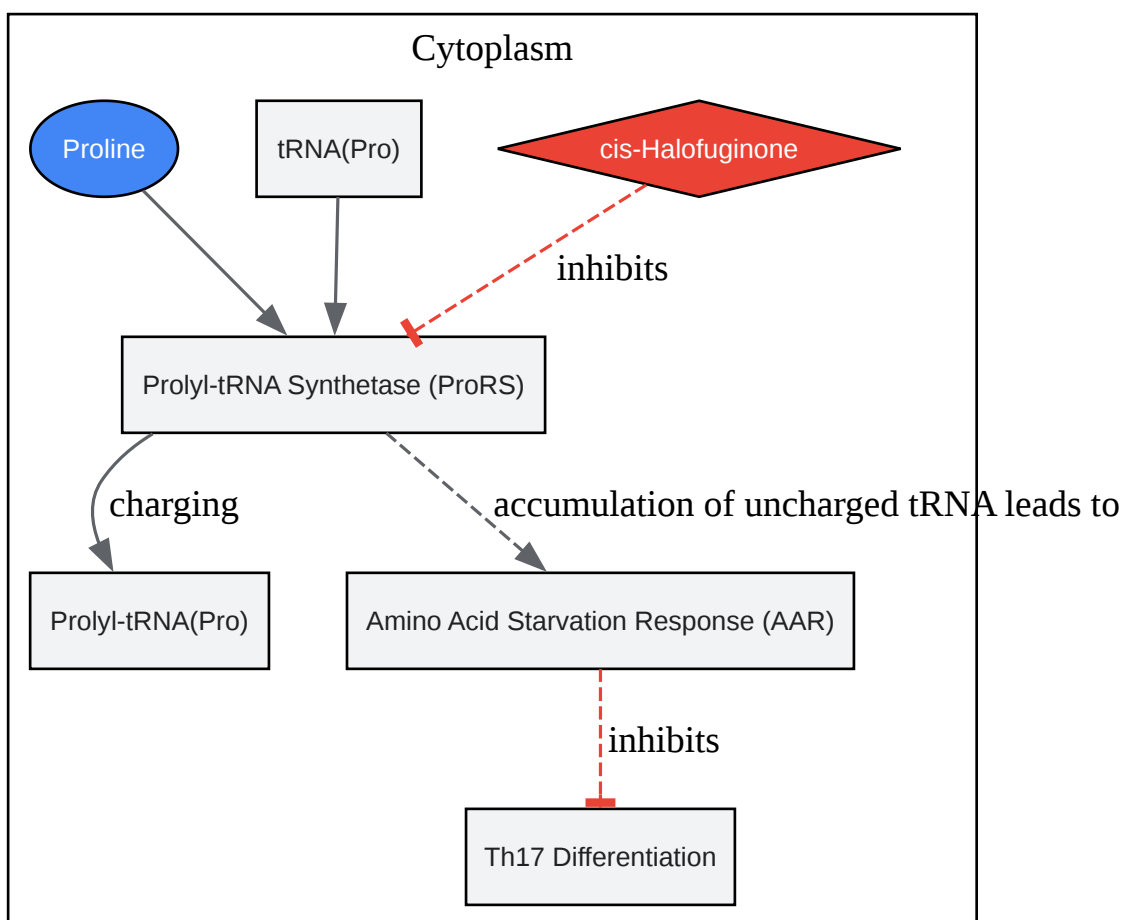 Cytoplasm
Proline
tRNA(Pro)
cis-Halofuginone
inhibits
Prolyl-tRNA Synthetase (ProRS)
charging
accumulation of uncharged tRNA leads to
Prolyl-tRNA(Pro)
Amino Acid Starvation Response (AAR)
inhibits
Th17 Differentiation